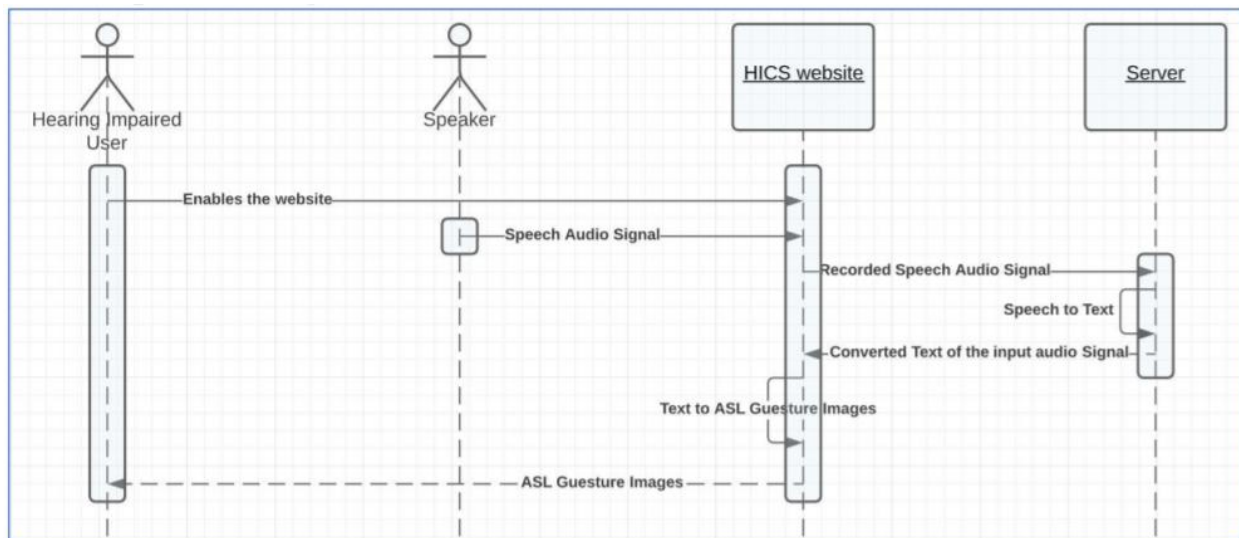 Hearing Impaired
User
Speaker
HICS website
Server
Enables the website
Speech Audio Signal
Recorded Speech Audio Signal
Speech to Text
Converted Text of the input audio Signal
Text to ASL Guesture Images
ASL Guesture Images